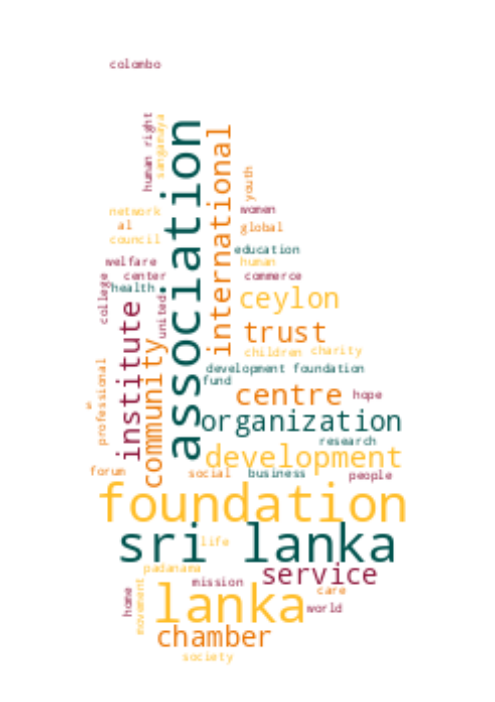 colombo
human right
sangamaya
association
international
youth
network
women
al
global
council
education
welfare
human
center
commerce
college
health
united
ceylon
institute
trust
community
children
charity
development foundation
fund
professional
centre
hope
s
organization
research
development
forum
social
business
people
foundation
sri lanka
life
padanama
service
mission
home
movement
lanka
care
world
chamber
society